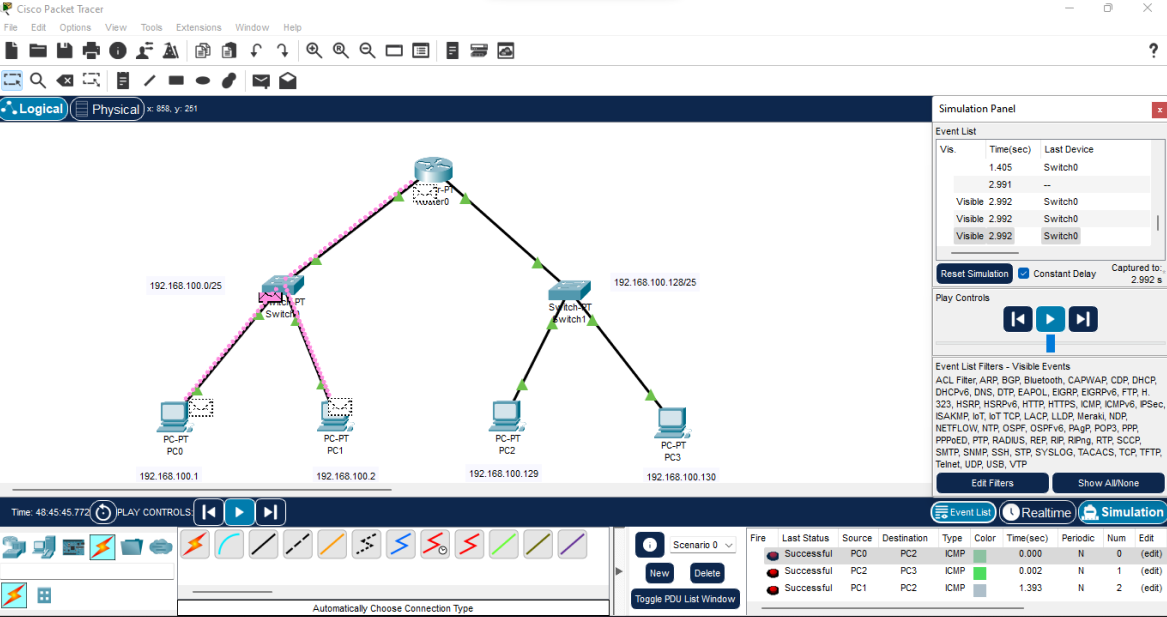 Cisco Packet Tracer
File Edit Options View Tools Extensions Window Help
?
Logical Physical x: 858, y: 251
Simulation Panel x
Event List
Vis. Time(sec) Last Device
1.405 Switch0
2.991 --
Visible 2.992 Switch0
Visible 2.992 Switch0
Visible 2.992 Switch0
Reset Simulation Constant Delay Captured to:
2.992 s
Play Controls
Event List Filters - Visible Events
ACL Filter, ARP, BGP, Bluetooth, CAPWAP, CDP, DHCP,
DHCPv6, DNS, DTP, EAPOL, EIGRP, EIGRPv6, FTP, H.
323, HSRP, HSRPv6, HTTP, HTTPS, ICMP, ICMPv6, IPSec,
ISAKMP, IoT, IoT TCP, LACP, LLDP, Meraki, NDP,
NETFLOW, NTP, OSPF, OSPFv6, PAgP, POP3, PPP,
PPPoED, PTP, RADIUS, REP, RIP, RIPng, RTP, SCCP,
SMTP, SNMP, SSH, STP, SYSLOG, TACACS, TCP, TFTP,
Telnet, UDP, USB, VTP
Edit Filters Show All/None
192.168.100.0/25
192.168.100.128/25
Switch-PT
Switch1
PC-PT
PC0
PC-PT
PC1
PC-PT
PC2
PC-PT
PC3
192.168.100.1
192.168.100.2
192.168.100.129
192.168.100.130
Time: 48:45:45.772 PLAY CONTROLS:
Event List Realtime Simulation
Automatically Choose Connection Type
Scenario 0
New Delete
Toggle PDU List Window
Fire Last Status Source Destination Type Color Time(sec) Periodic Num Edit
Successful PC0 PC2 ICMP 0.000 N 0 (edit)
Successful PC2 PC3 ICMP 0.002 N 1 (edit)
Successful PC1 PC2 ICMP 1.393 N 2 (edit)